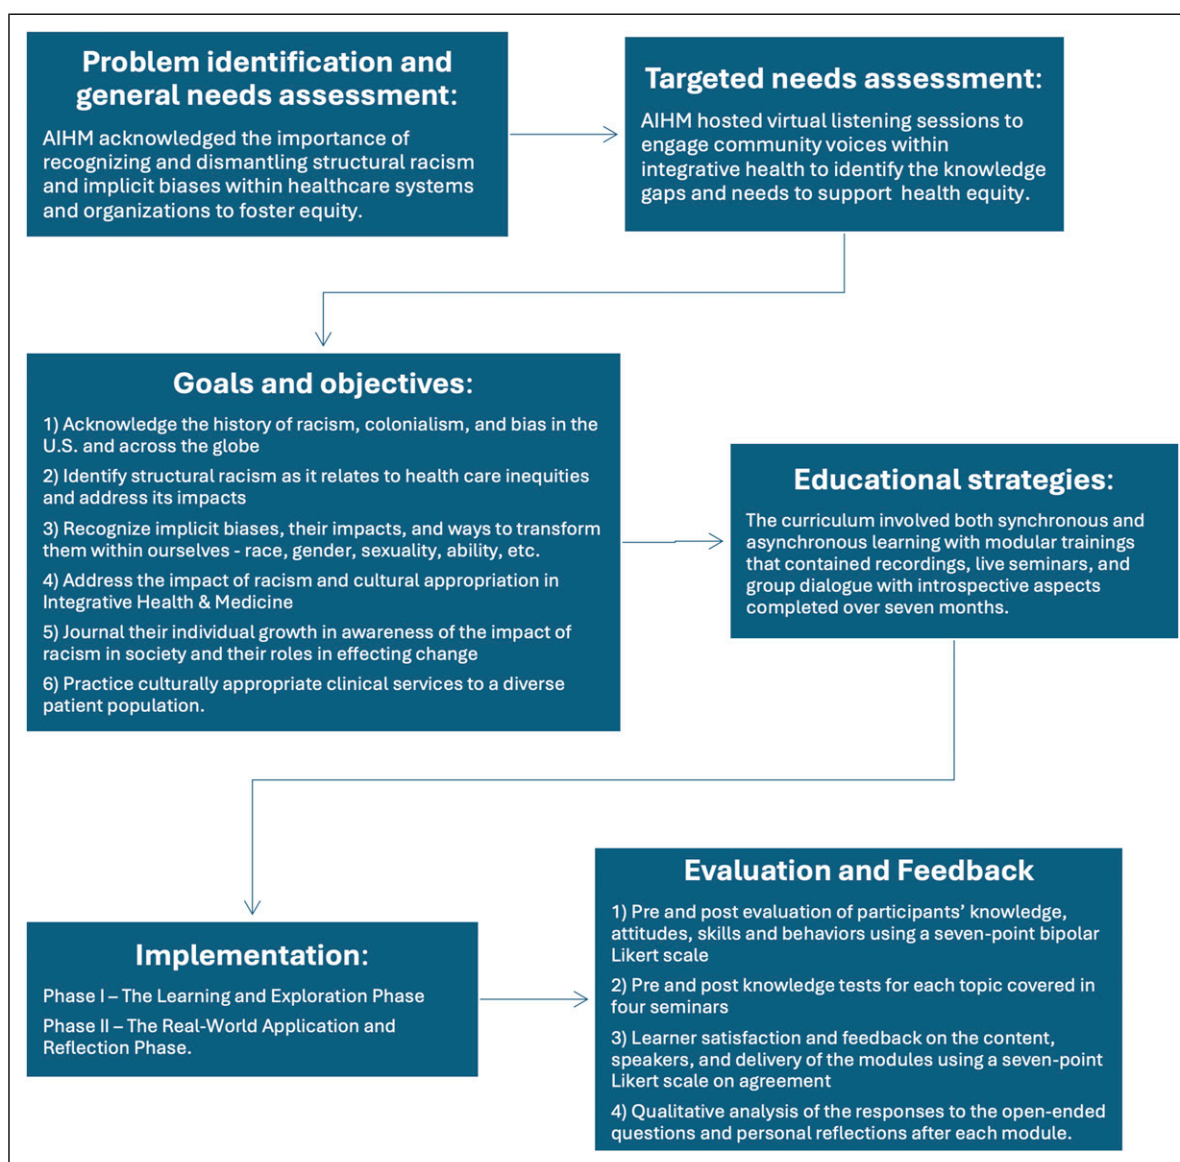 Problem identification and
general needs assessment:
AIHM acknowledged the importance of
recognizing and dismantling structural racism
and implicit biases within healthcare systems
and organizations to foster equity.
Targeted needs assessment:
AIHM hosted virtual listening sessions to
engage community voices within
integrative health to identify the knowledge
gaps and needs to support health equity.
Goals and objectives:
1) Acknowledge the history of racism, colonialism, and bias in the
U.S. and across the globe
2) Identify structural racism as it relates to health care inequities
and address its impacts
3) Recognize implicit biases, their impacts, and ways to transform
them within ourselves - race, gender, sexuality, ability, etc.
4) Address the impact of racism and cultural appropriation in
Integrative Health & Medicine
5) Journal their individual growth in awareness of the impact of
racism in society and their roles in effecting change
6) Practice culturally appropriate clinical services to a diverse
patient population.
Educational strategies:
The curriculum involved both synchronous and
asynchronous learning with modular trainings
that contained recordings, live seminars, and
group dialogue with introspective aspects
completed over seven months.
Implementation:
Phase I – The Learning and Exploration Phase
Phase II – The Real-World Application and
Reflection Phase.
Evaluation and Feedback
1) Pre and post evaluation of participants’ knowledge,
attitudes, skills and behaviors using a seven-point bipolar
Likert scale
2) Pre and post knowledge tests for each topic covered in
four seminars
3) Learner satisfaction and feedback on the content,
speakers, and delivery of the modules using a seven-point
Likert scale on agreement
4) Qualitative analysis of the responses to the open-ended
questions and personal reflections after each module.